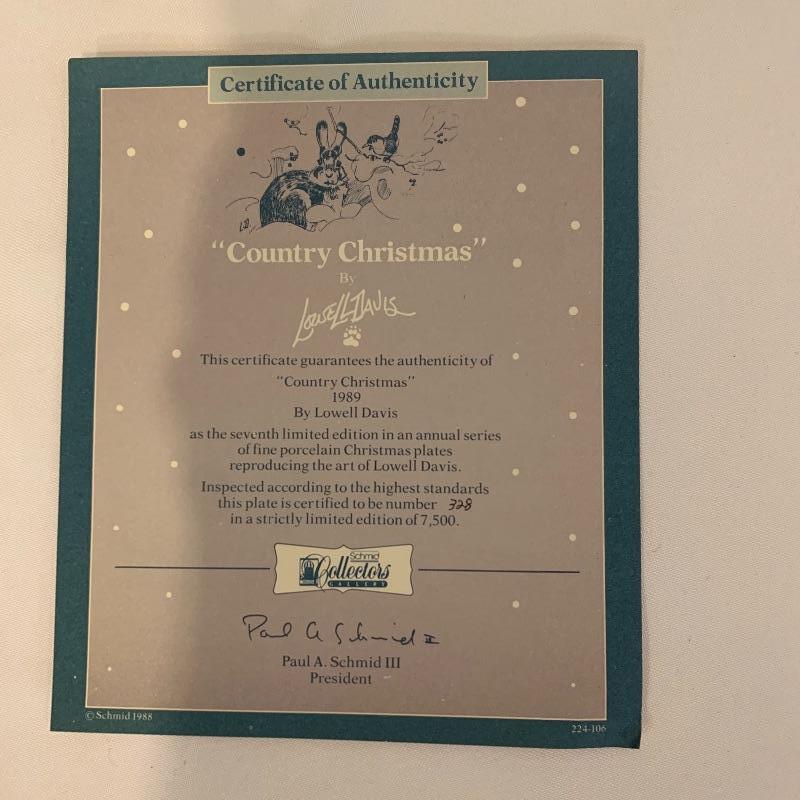 Certificate of Authenticity
LD.
"Country Christmas"
By
Lowell Davis
This certificate guarantees the authenticity of
"Country Christmas"
1989
By Lowell Davis
as the seventh limited edition in an annual series
of fine porcelain Christmas plates
reproducing the art of Lowell Davis.
Inspected according to the highest standards
this plate is certified to be number 328
in a strictly limited edition of 7,500.
Schmid
Collectors
GALLERY
Paul A Schmid III
Paul A. Schmid III
President
© Schmid 1988
224-106